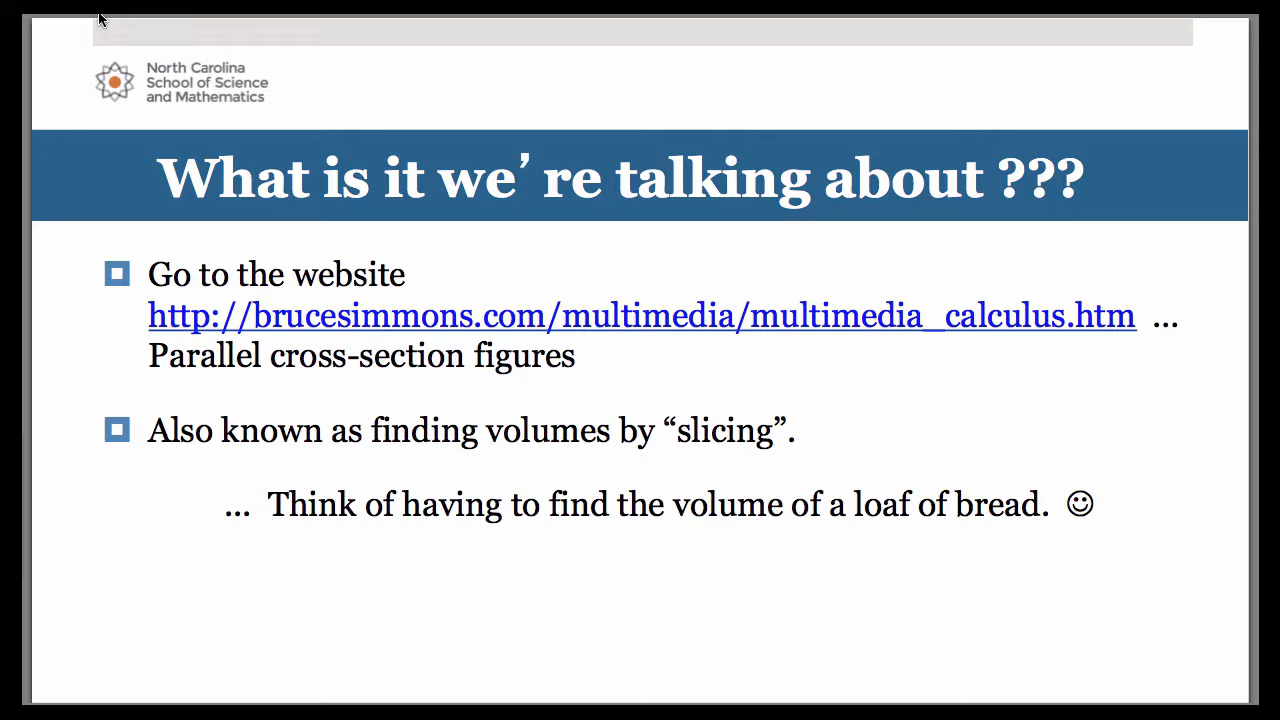 North Carolina
School of Science
and Mathematics
What is it we’ re talking about ???
Go to the website
http://brucesimmons.com/multimedia/multimedia_calculus.htm ...
Parallel cross-section figures
Also known as finding volumes by “slicing”.
... Think of having to find the volume of a loaf of bread. ☺